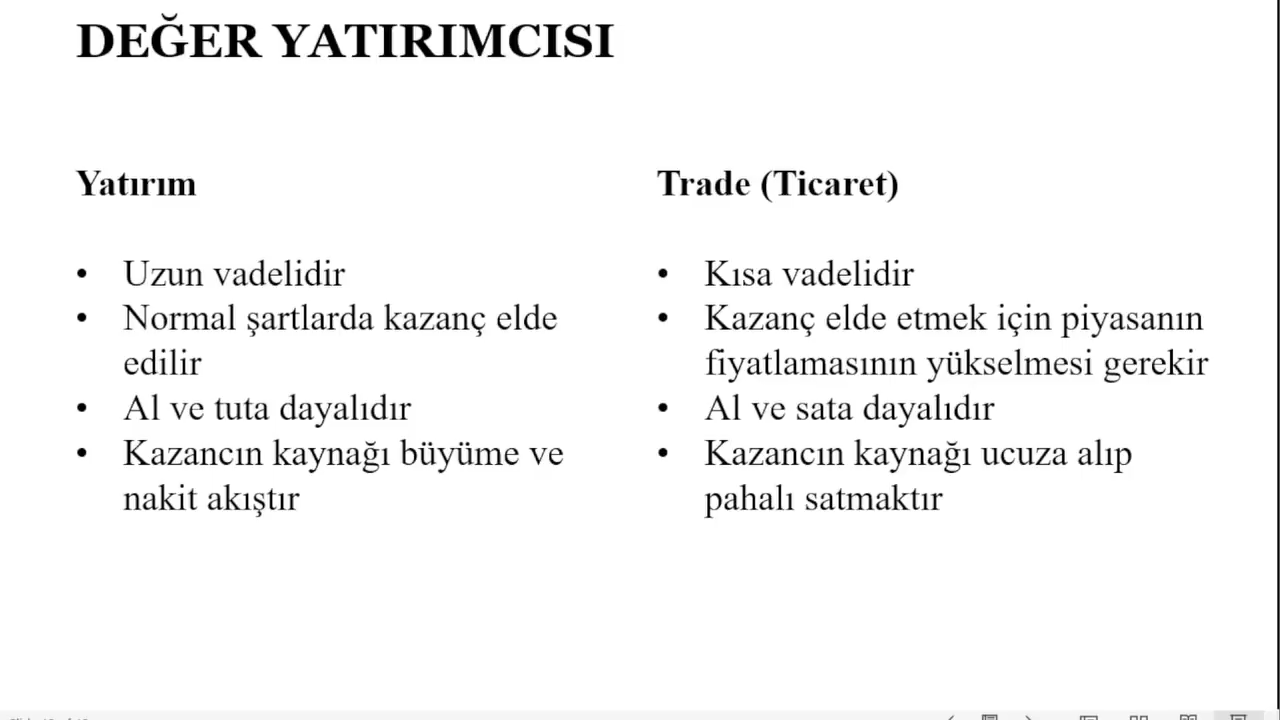 DEĞER YATIRIMCISI
Yatırım
• Uzun vadelidir
• Normal şartlarda kazanç elde
edilir
• Al ve tuta dayalıdır
• Kazancın kaynağı büyüme ve
nakit akıştır
Trade (Ticaret)
• Kısa vadelidir
• Kazanç elde etmek için piyasanın
fiyatlamasının yükselmesi gerekir
• Al ve sata dayalıdır
• Kazancın kaynağı ucuza alıp
pahalı satmaktır